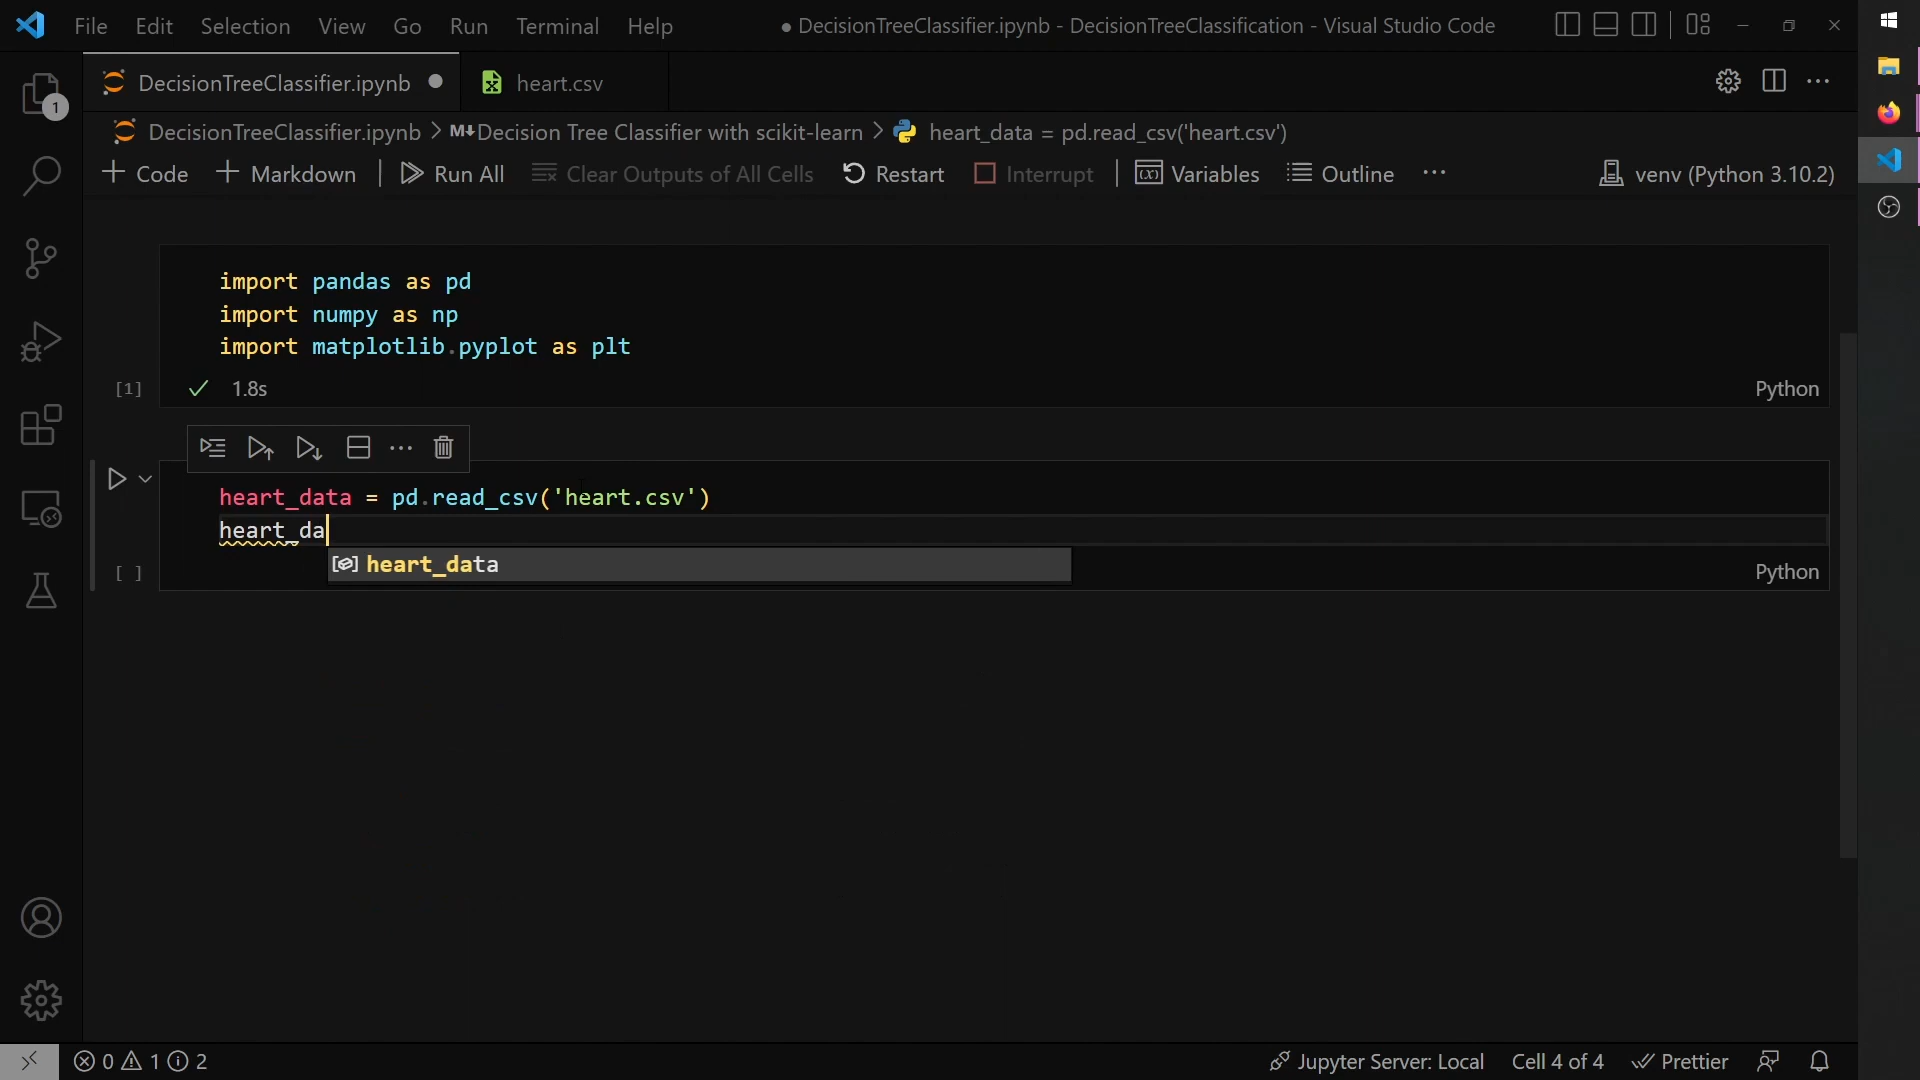 File Edit Selection View Go Run Terminal Help ● DecisionTreeClassifier.ipynb - DecisionTreeClassification - Visual Studio Code
DecisionTreeClassifier.ipynb ● heart.csv
1
DecisionTreeClassifier.ipynb > M↓Decision Tree Classifier with scikit-learn > heart_data = pd.read_csv('heart.csv')
+ Code + Markdown | Run All Clear Outputs of All Cells Restart Interrupt | Variables Outline ··· venv (Python 3.10.2)
import pandas as pd
import numpy as np
import matplotlib.pyplot as plt
[1] ✓ 1.8s Python
heart_data = pd.read_csv('heart.csv')
heart_da
heart_data
[ ] Python
0 1 2 Jupyter Server: Local Cell 4 of 4 Prettier